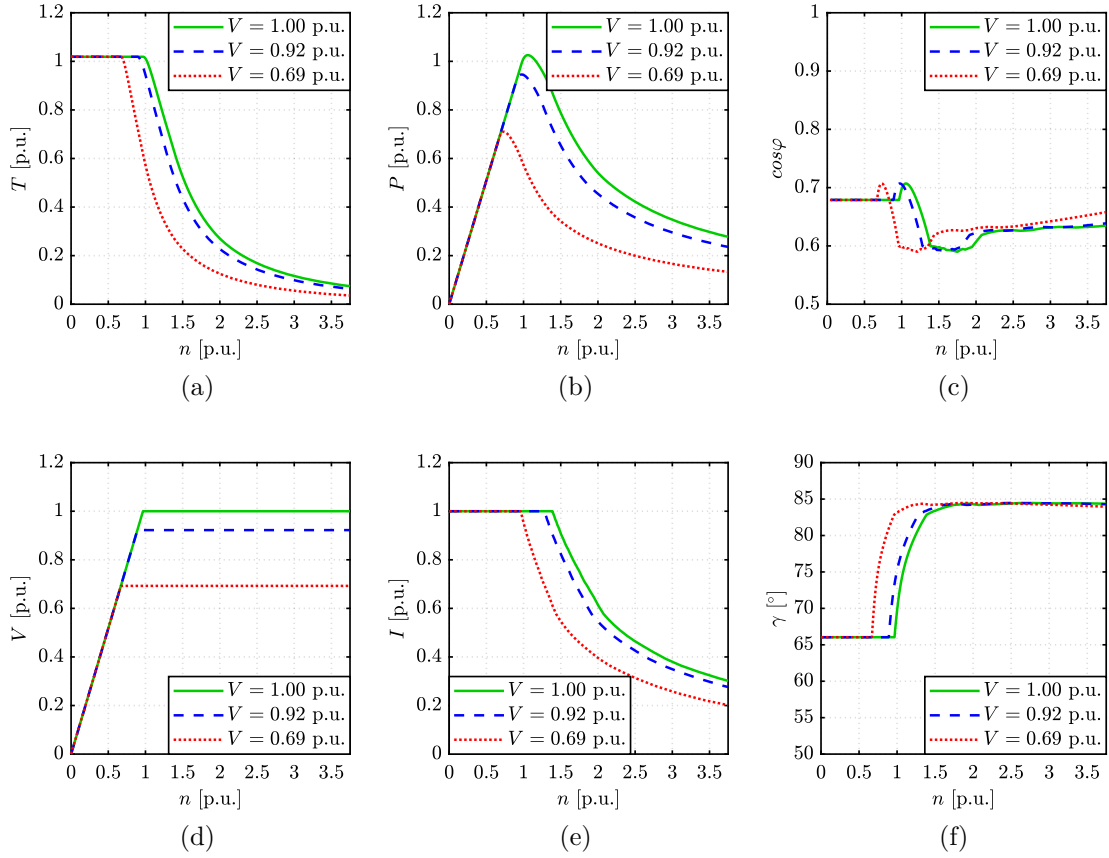 1.2
1
0.8
0.6
0.4
0.2
0
T [p.u.]
V = 1.00 p.u.
V = 0.92 p.u.
V = 0.69 p.u.
0 0.5 1 1.5 2 2.5 3 3.5
n [p.u.]
(a)
1.2
1
0.8
0.6
0.4
0.2
0
P [p.u.]
V = 1.00 p.u.
V = 0.92 p.u.
V = 0.69 p.u.
0 0.5 1 1.5 2 2.5 3 3.5
n [p.u.]
(b)
1
0.9
0.8
0.7
0.6
0.5
cosφ
V = 1.00 p.u.
V = 0.92 p.u.
V = 0.69 p.u.
0 0.5 1 1.5 2 2.5 3 3.5
n [p.u.]
(c)
1.2
1
0.8
0.6
0.4
0.2
0
V [p.u.]
V = 1.00 p.u.
V = 0.92 p.u.
V = 0.69 p.u.
0 0.5 1 1.5 2 2.5 3 3.5
n [p.u.]
(d)
1.2
1
0.8
0.6
0.4
0.2
0
I [p.u.]
V = 1.00 p.u.
V = 0.92 p.u.
V = 0.69 p.u.
0 0.5 1 1.5 2 2.5 3 3.5
n [p.u.]
(e)
90
85
80
75
70
65
60
55
50
γ [°]
V = 1.00 p.u.
V = 0.92 p.u.
V = 0.69 p.u.
0 0.5 1 1.5 2 2.5 3 3.5
n [p.u.]
(f)